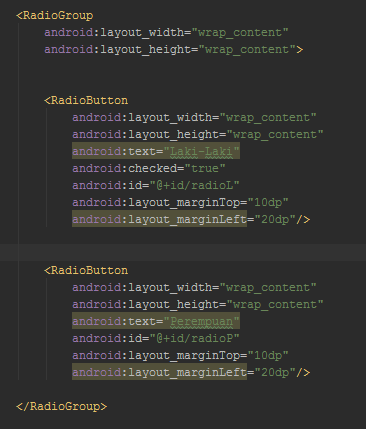 <RadioGroup
android:layout_width="wrap_content"
android:layout_height="wrap_content">
<RadioButton
android:layout_width="wrap_content"
android:layout_height="wrap_content"
android:text="Laki-Laki"
android:checked="true"
android:id="@+id/radioL"
android:layout_marginTop="10dp"
android:layout_marginLeft="20dp"/>
<RadioButton
android:layout_width="wrap_content"
android:layout_height="wrap_content"
android:text="Perempuan"
android:id="@+id/radioP"
android:layout_marginTop="10dp"
android:layout_marginLeft="20dp"/>
</RadioGroup>